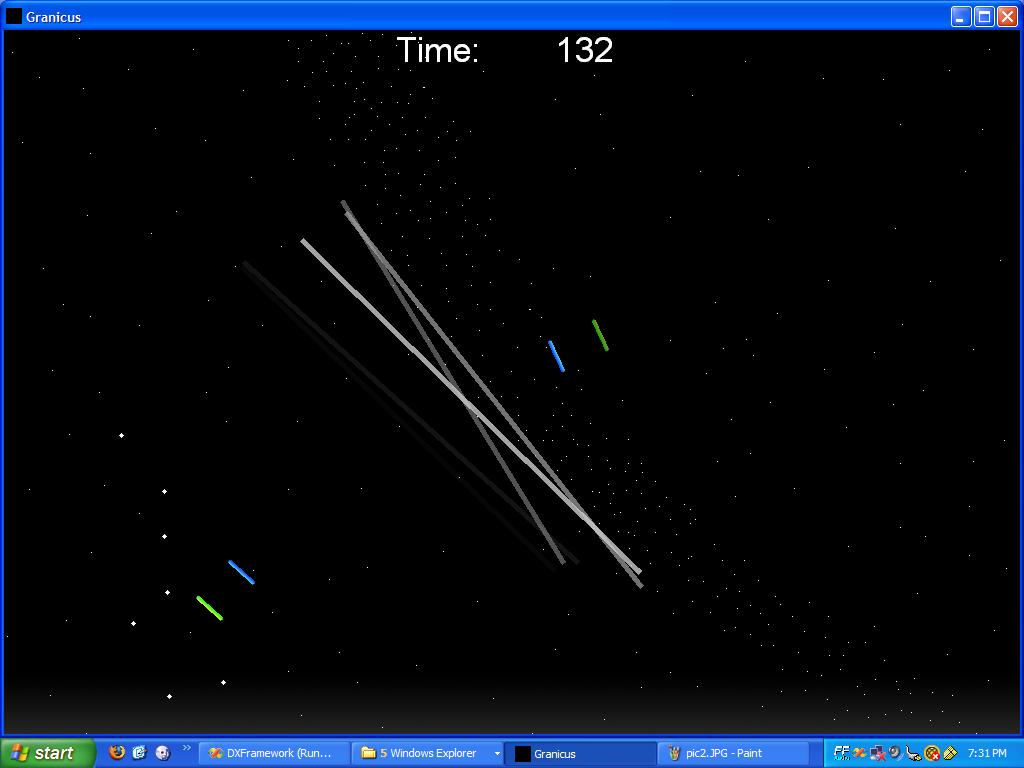 Granicus
Time: 132
start
DXFramework (Run...
5 Windows Explorer
Granicus
pic2.JPG - Paint
7:31 PM